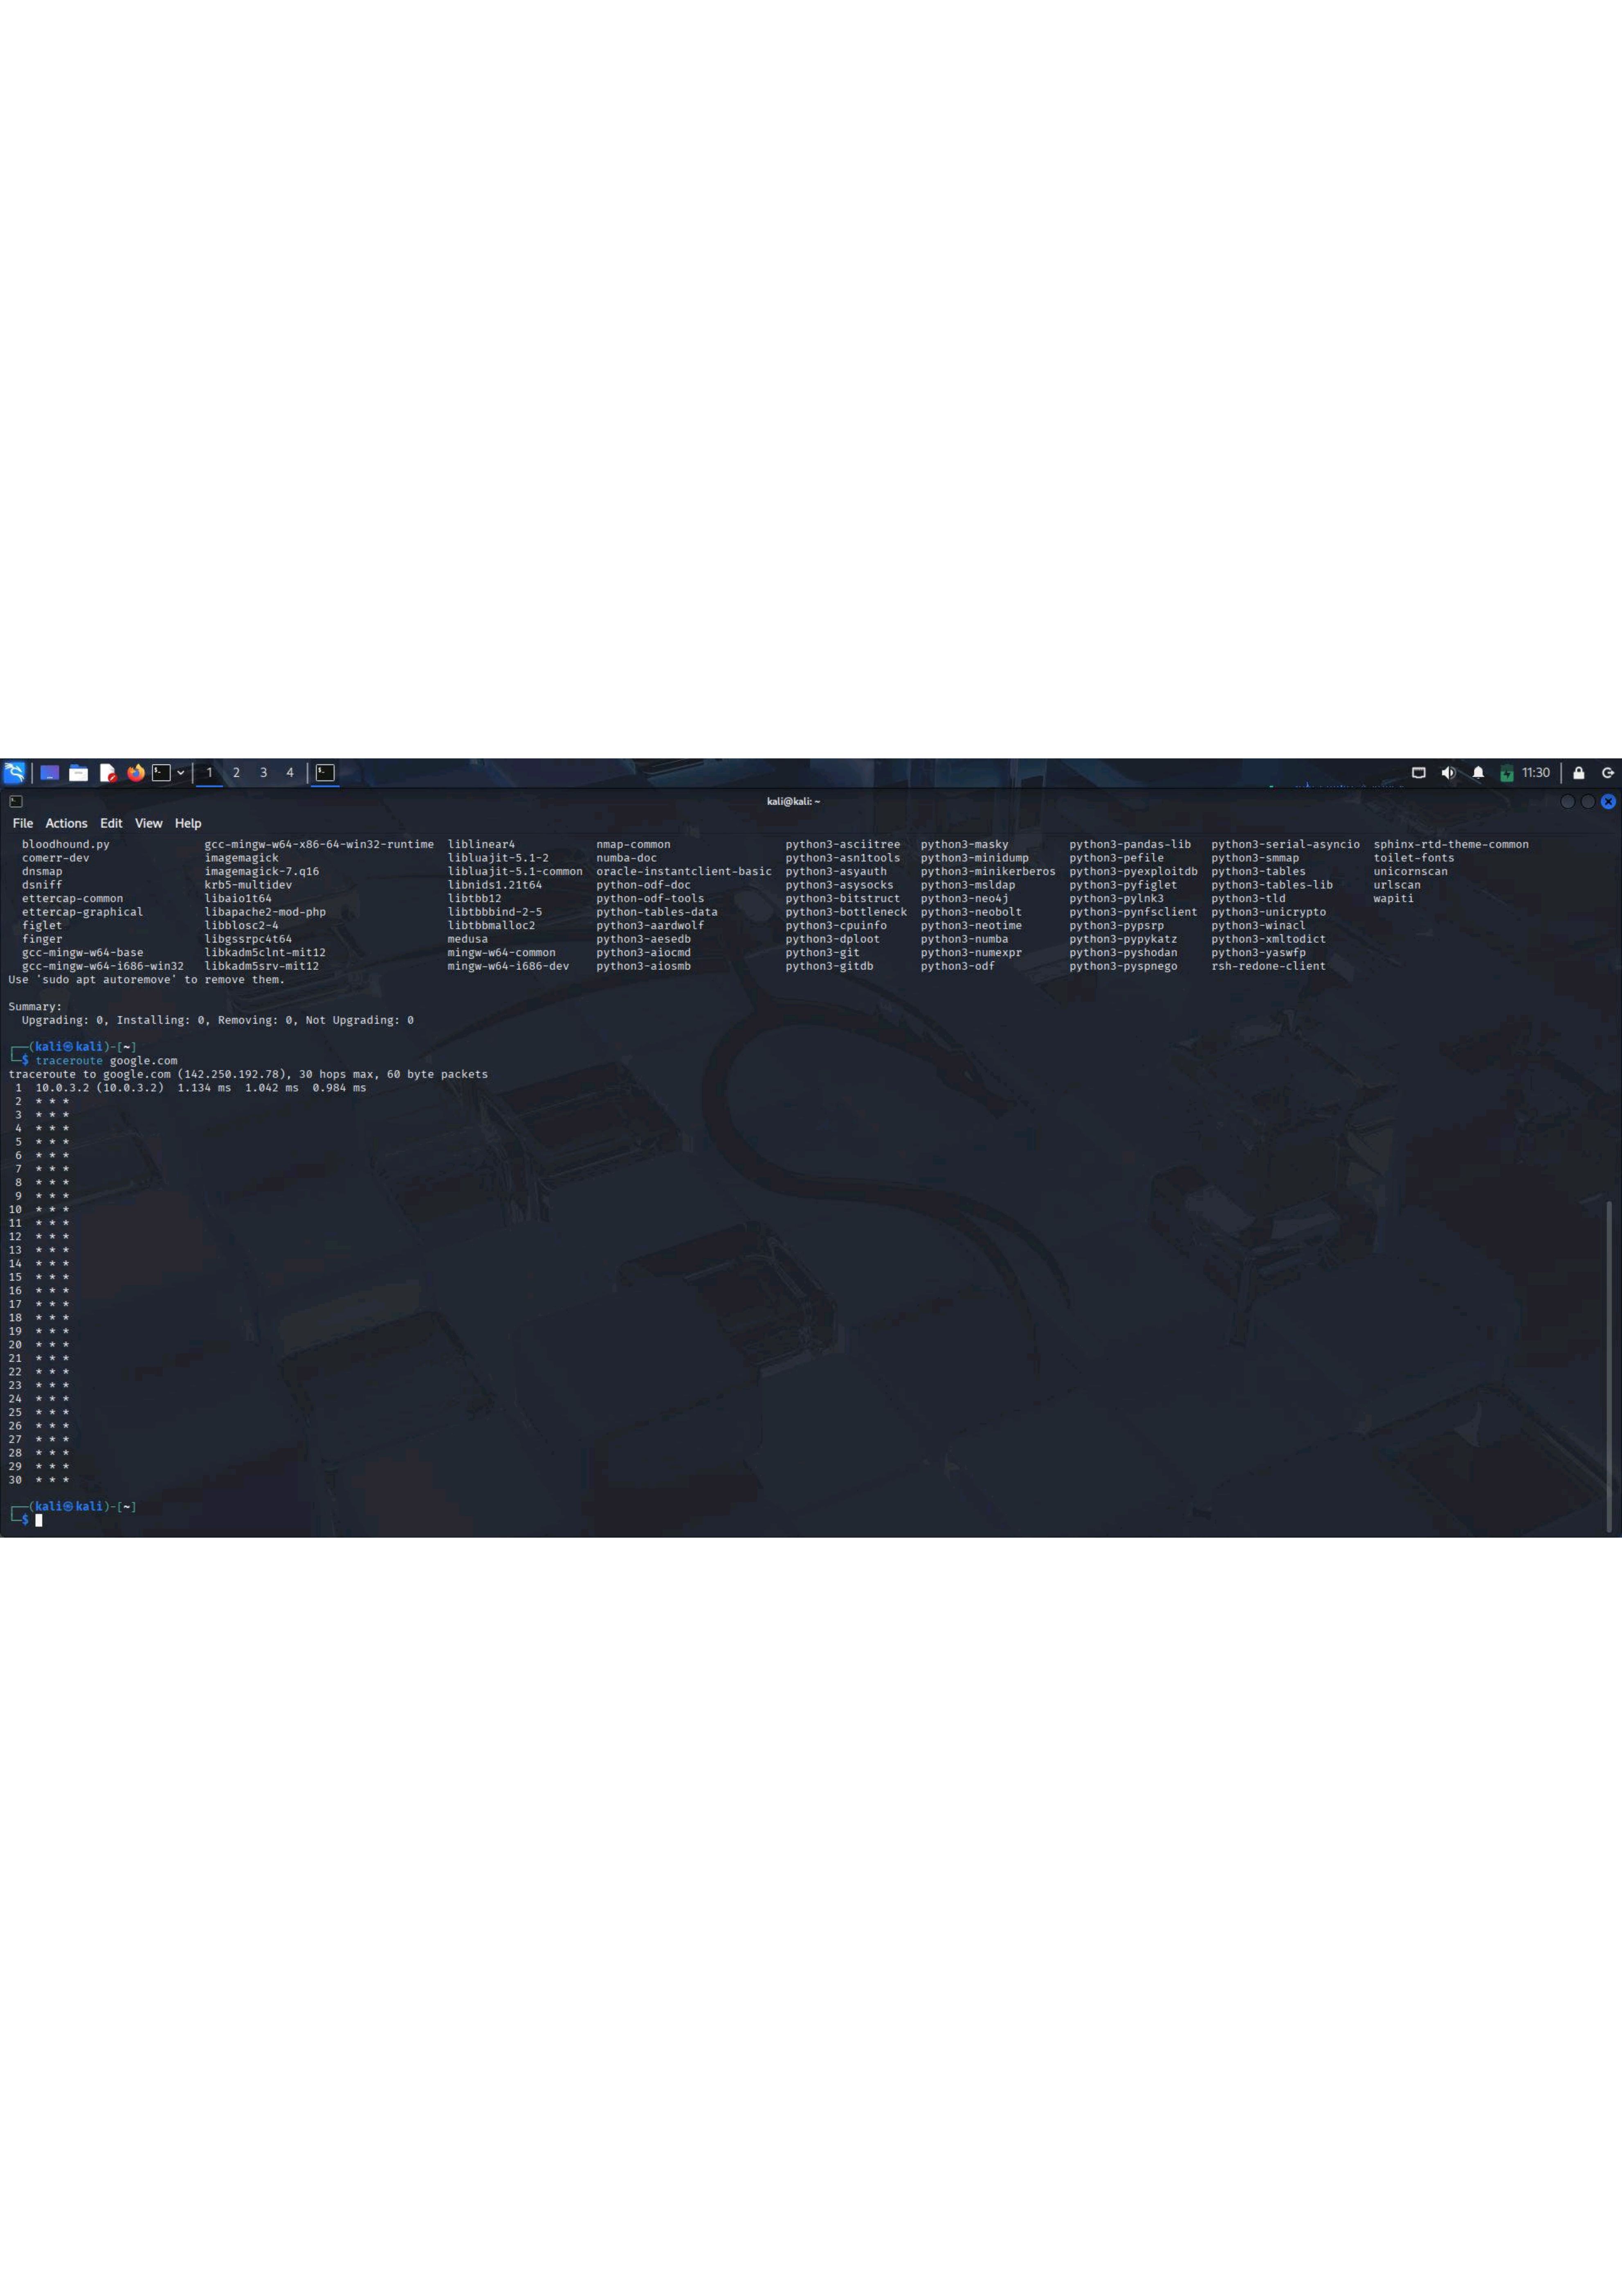 1 2 3 4 11:30
kali@kali: ~
File Actions Edit View Help
bloodhound.py gcc-mingw-w64-x86-64-win32-runtime liblinear4 nmap-common python3-asciitree python3-masky python3-pandas-lib python3-serial-asyncio sphinx-rtd-theme-common
comerr-dev imagemagick libluajit-5.1-2 numba-doc python3-asn1tools python3-minidump python3-pefile python3-smmap toilet-fonts
dnsmap imagemagick-7.q16 libluajit-5.1-common oracle-instantclient-basic python3-asyauth python3-minikerberos python3-pyexploitdb python3-tables unicornscan
dsniff krb5-multidev libnids1.21t64 python-odf-doc python3-asysocks python3-msldap python3-pyfiglet python3-tables-lib urlscan
ettercap-common libaio1t64 libtbb12 python-odf-tools python3-bitstruct python3-neo4j python3-pylnk3 python3-tld wapiti
ettercap-graphical libapache2-mod-php libtbbbind-2-5 python-tables-data python3-bottleneck python3-neobolt python3-pynfsclient python3-unicrypto
figlet libblosc2-4 libtbbmalloc2 python3-aardwolf python3-cpuinfo python3-neotime python3-pypsrp python3-winacl
finger libgssrpc4t64 medusa python3-aesedb python3-dploot python3-numba python3-pypykatz python3-xmltodict
gcc-mingw-w64-base libkadm5clnt-mit12 mingw-w64-common python3-aiocmd python3-git python3-numexpr python3-pyshodan python3-yaswfp
gcc-mingw-w64-i686-win32 libkadm5srv-mit12 mingw-w64-i686-dev python3-aiosmb python3-gitdb python3-odf python3-pyspnego rsh-redone-client
Use 'sudo apt autoremove' to remove them.
Summary:
Upgrading: 0, Installing: 0, Removing: 0, Not Upgrading: 0
┌──(kali㉿kali)-[~]
└─$ traceroute google.com
traceroute to google.com (142.250.192.78), 30 hops max, 60 byte packets
1 10.0.3.2 (10.0.3.2) 1.134 ms 1.042 ms 0.984 ms
2 * * *
3 * * *
4 * * *
5 * * *
6 * * *
7 * * *
8 * * *
9 * * *
10 * * *
11 * * *
12 * * *
13 * * *
14 * * *
15 * * *
16 * * *
17 * * *
18 * * *
19 * * *
20 * * *
21 * * *
22 * * *
23 * * *
24 * * *
25 * * *
26 * * *
27 * * *
28 * * *
29 * * *
30 * * *
┌──(kali㉿kali)-[~]
└─$